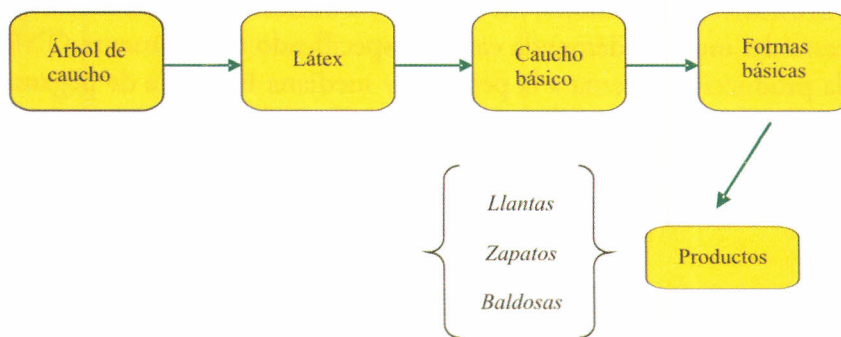 Árbol de
caucho
Látex
Caucho
básico
Formas
básicas
Llantas
Zapatos
Baldosas
Productos